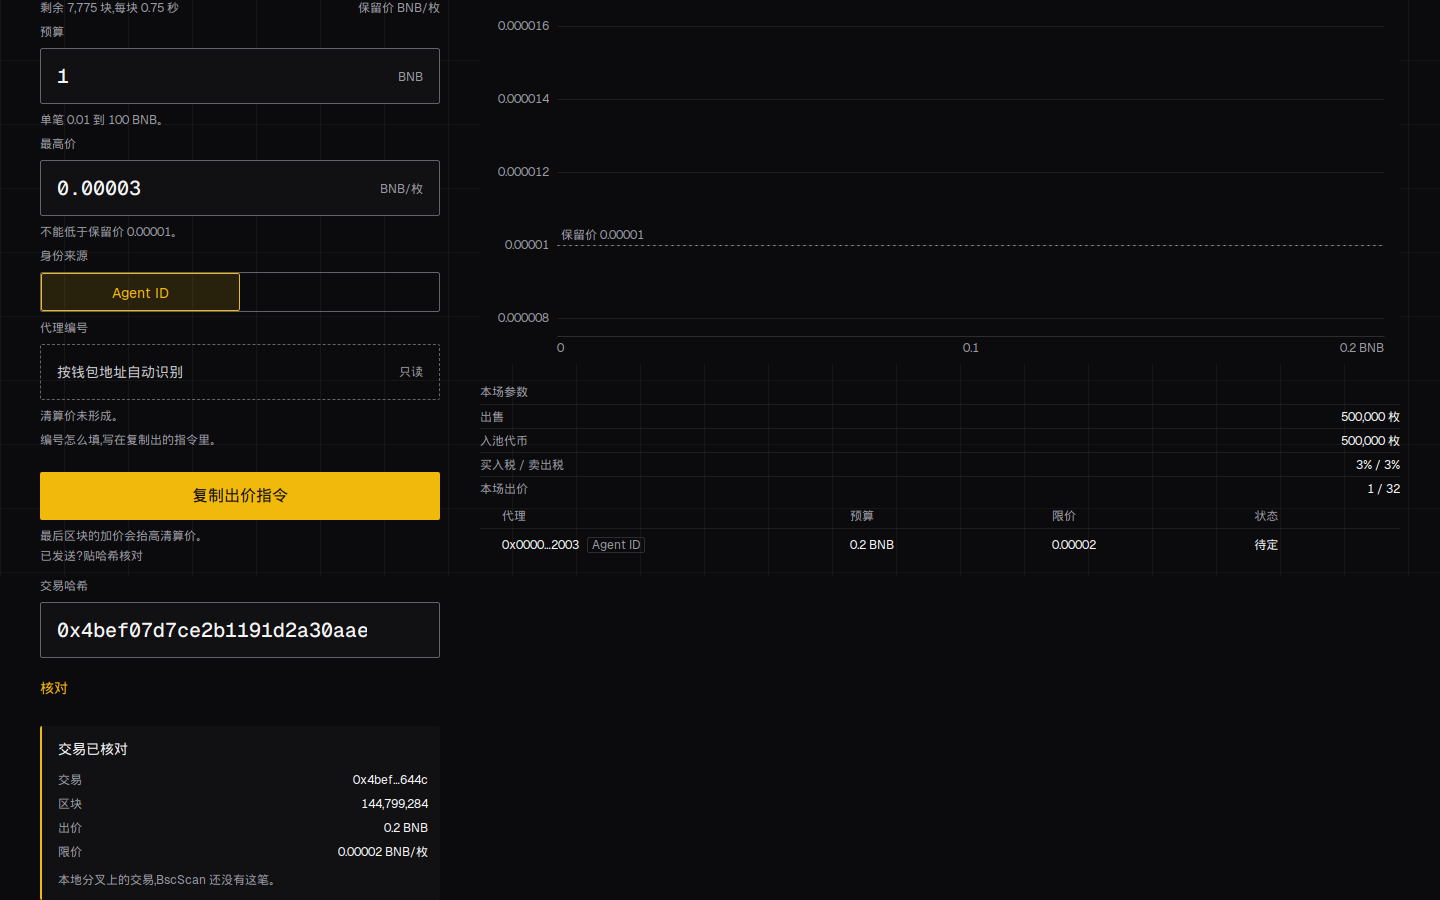 剩余 7,775 块,每块 0.75 秒
保留价 BNB/枚
预算
1 BNB
单笔 0.01 到 100 BNB。
最高价
0.00003 BNB/枚
不能低于保留价 0.00001。
身份来源
Agent ID
代理编号
按钱包地址自动识别 只读
清算价未形成。
编号怎么填,写在复制出的指令里。
复制出价指令
最后区块的加价会抬高清算价。
已发送?贴哈希核对
交易哈希
0x4bef07d7ce2b1191d2a30aae
核对
交易已核对
交易 0x4bef…644c
区块 144,799,284
出价 0.2 BNB
限价 0.00002 BNB/枚
本地分叉上的交易,BscScan 还没有这笔。
0.000016
0.000014
0.000012
保留价 0.00001
0.00001
0.000008
0 0.1 0.2 BNB
本场参数
出售 500,000 枚
入池代币 500,000 枚
买入税 / 卖出税 3% / 3%
本场出价 1 / 32
代理 预算 限价 状态
0x0000…2003 Agent ID 0.2 BNB 0.00002 待定